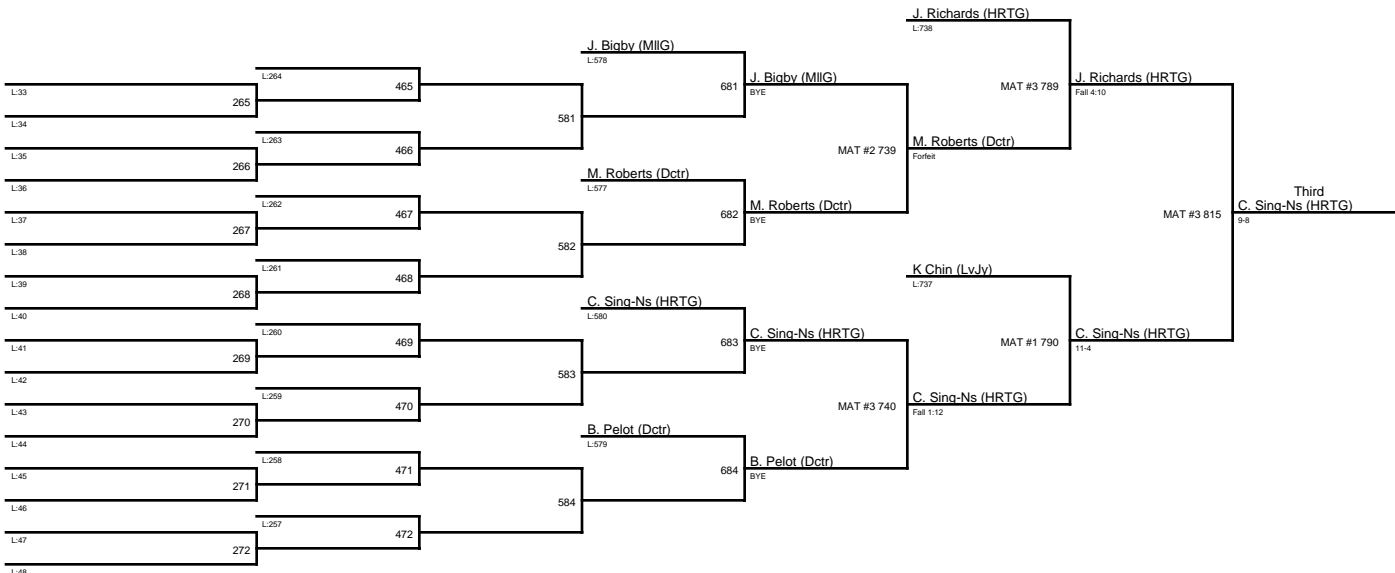 J. Richards (HRTG)
L:738
J. Bigby (MIIG)
L:578
L:264
465
681
J. Bigby (MIIG)
BYE
MAT #3 789
J. Richards (HRTG)
Fall 4:10
L:33
265
L:34
581
L:263
466
MAT #2 739
M. Roberts (Dctr)
Forfeit
L:35
266
L:36
M. Roberts (Dctr)
L:577
L:262
467
682
M. Roberts (Dctr)
BYE
MAT #3 815
Third
C. Sing-Ns (HRTG)
9-8
L:37
267
L:38
582
L:261
468
K Chin (LvJy)
L:737
L:39
268
L:40
C. Sing-Ns (HRTG)
L:580
L:260
469
683
C. Sing-Ns (HRTG)
BYE
MAT #1 790
C. Sing-Ns (HRTG)
11-4
L:41
269
L:42
583
L:259
470
MAT #3 740
C. Sing-Ns (HRTG)
Fall 1:12
L:43
270
L:44
B. Pelot (Dctr)
L:579
L:258
471
684
B. Pelot (Dctr)
BYE
L:45
271
L:46
584
L:257
472
L:47
272
L:48